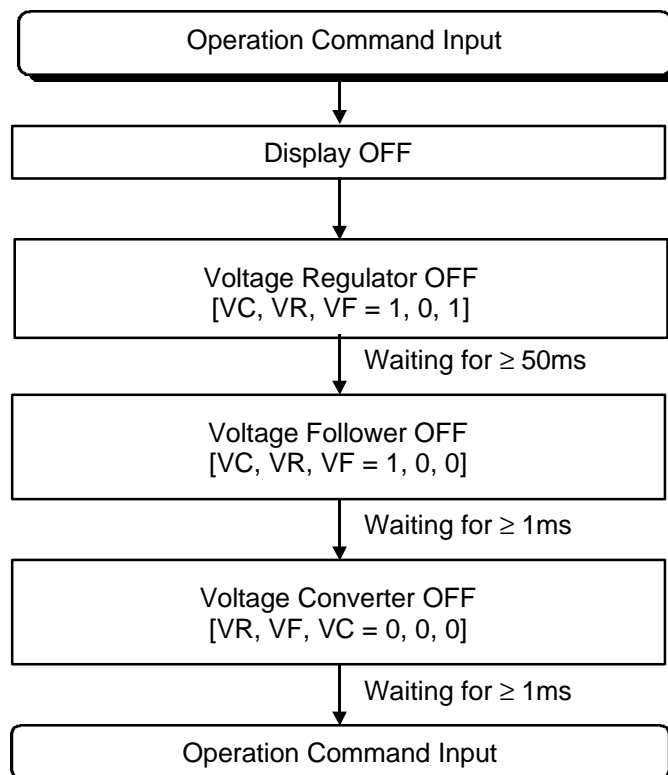 Operation Command Input
Display OFF
Voltage Regulator OFF
[VC, VR, VF = 1, 0, 1]
Waiting for ≥ 50ms
Voltage Follower OFF
[VC, VR, VF = 1, 0, 0]
Waiting for ≥ 1ms
Voltage Converter OFF
[VR, VF, VC = 0, 0, 0]
Waiting for ≥ 1ms
Operation Command Input